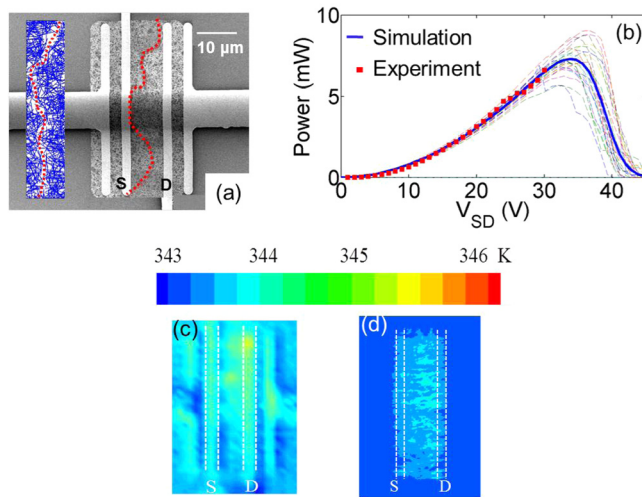 10 µm
S
D
(a)
(b)
Power (mW)
10
5
0
Simulation
Experiment
0
10
20
30
40
V_SD (V)
343
344
345
346 K
(c)
S
D
(d)
S
D